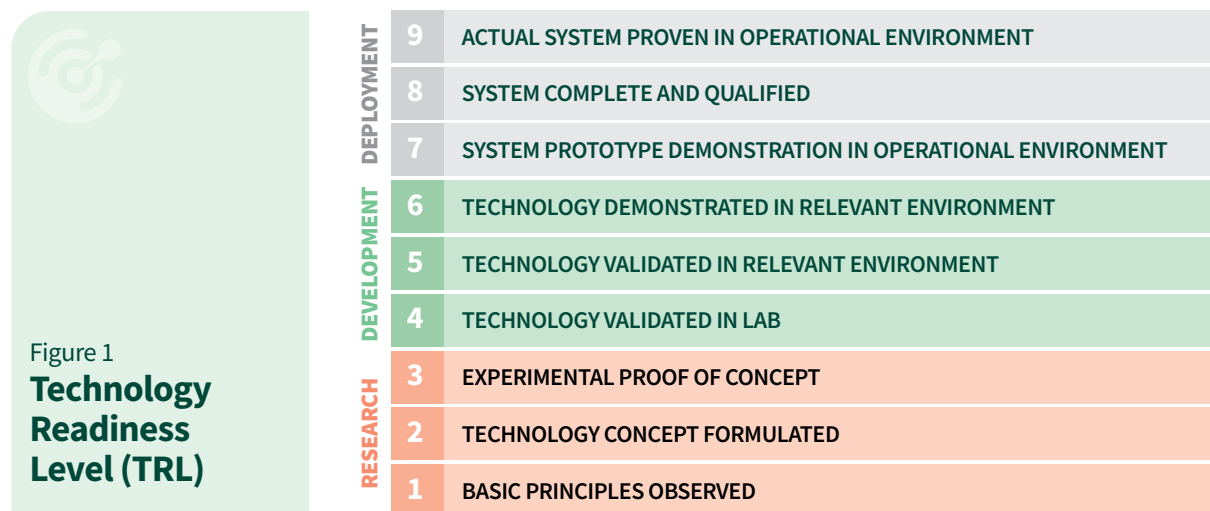 Figure 1
Technology
Readiness
Level (TRL)
DEPLOYMENT
9 ACTUAL SYSTEM PROVEN IN OPERATIONAL ENVIRONMENT
8 SYSTEM COMPLETE AND QUALIFIED
7 SYSTEM PROTOTYPE DEMONSTRATION IN OPERATIONAL ENVIRONMENT
DEVELOPMENT
6 TECHNOLOGY DEMONSTRATED IN RELEVANT ENVIRONMENT
5 TECHNOLOGY VALIDATED IN RELEVANT ENVIRONMENT
4 TECHNOLOGY VALIDATED IN LAB
RESEARCH
3 EXPERIMENTAL PROOF OF CONCEPT
2 TECHNOLOGY CONCEPT FORMULATED
1 BASIC PRINCIPLES OBSERVED